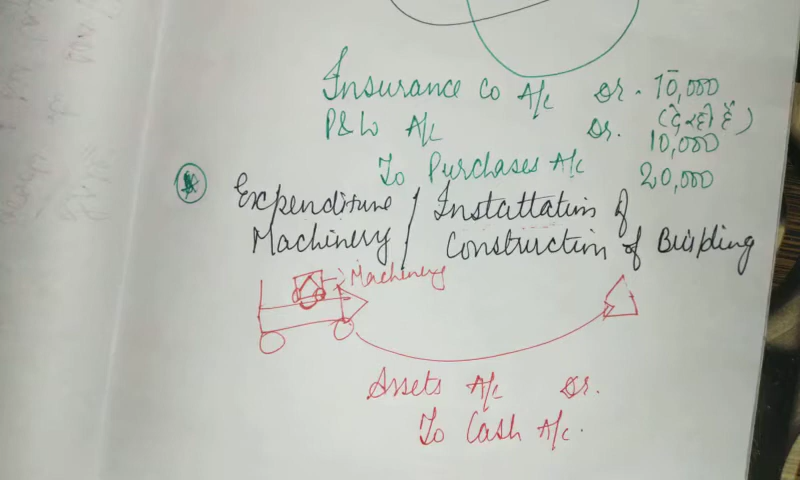 Insurance Co A/c Dr. 10,000
(दे रही है)
P&L A/c Dr. 10,000
To Purchases A/c 20,000
Expenditure / Installation of
Machinery / Construction of Building
Machinery
Assets A/c Dr.
To Cash A/c.